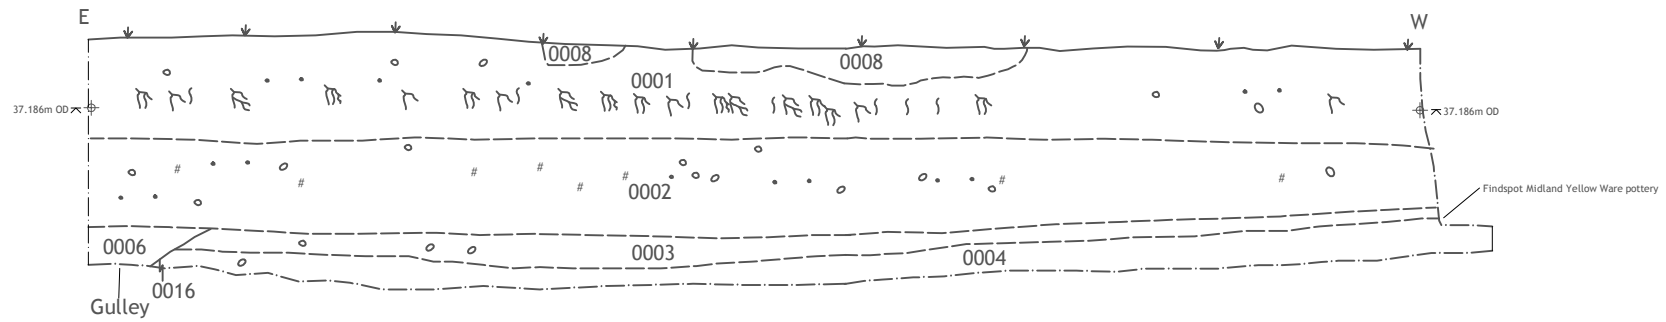 E
W
0008
0008
0001
37.186m OD
37.186m OD
0002
Findspot Midland Yellow Ware pottery
0006
0003
0004
0016
Gulley